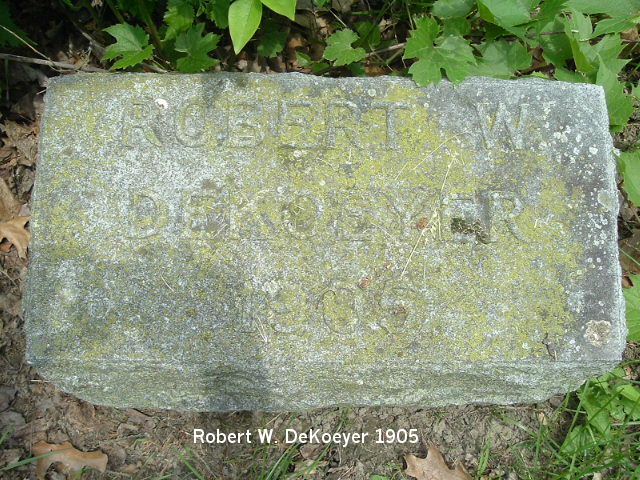 ROBERT W
DEKOEYER
1905
Robert W. DeKoeyer 1905